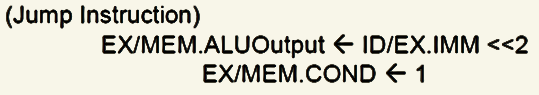 (Jump Instruction)
EX/MEM.ALUOutput ← ID/EX.IMM <<2
EX/MEM.COND ← 1